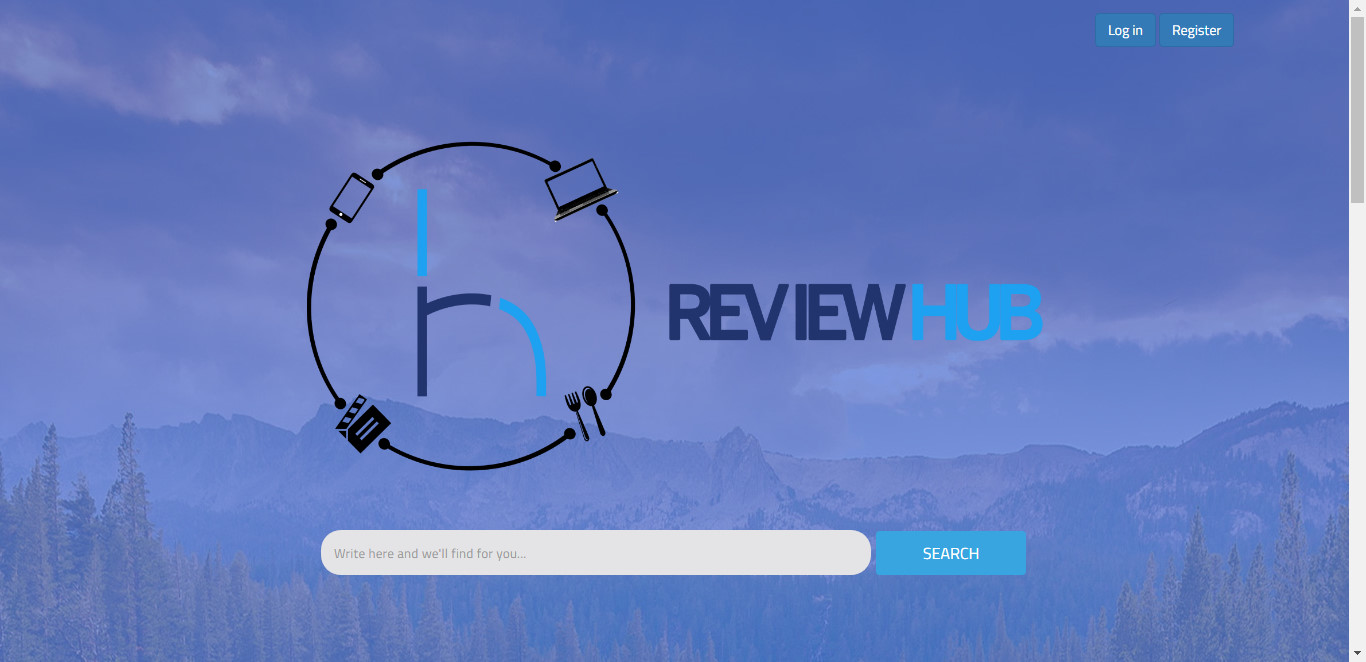 Log in
Register
REVIEWHUB
Write here and we'll find for you...
SEARCH